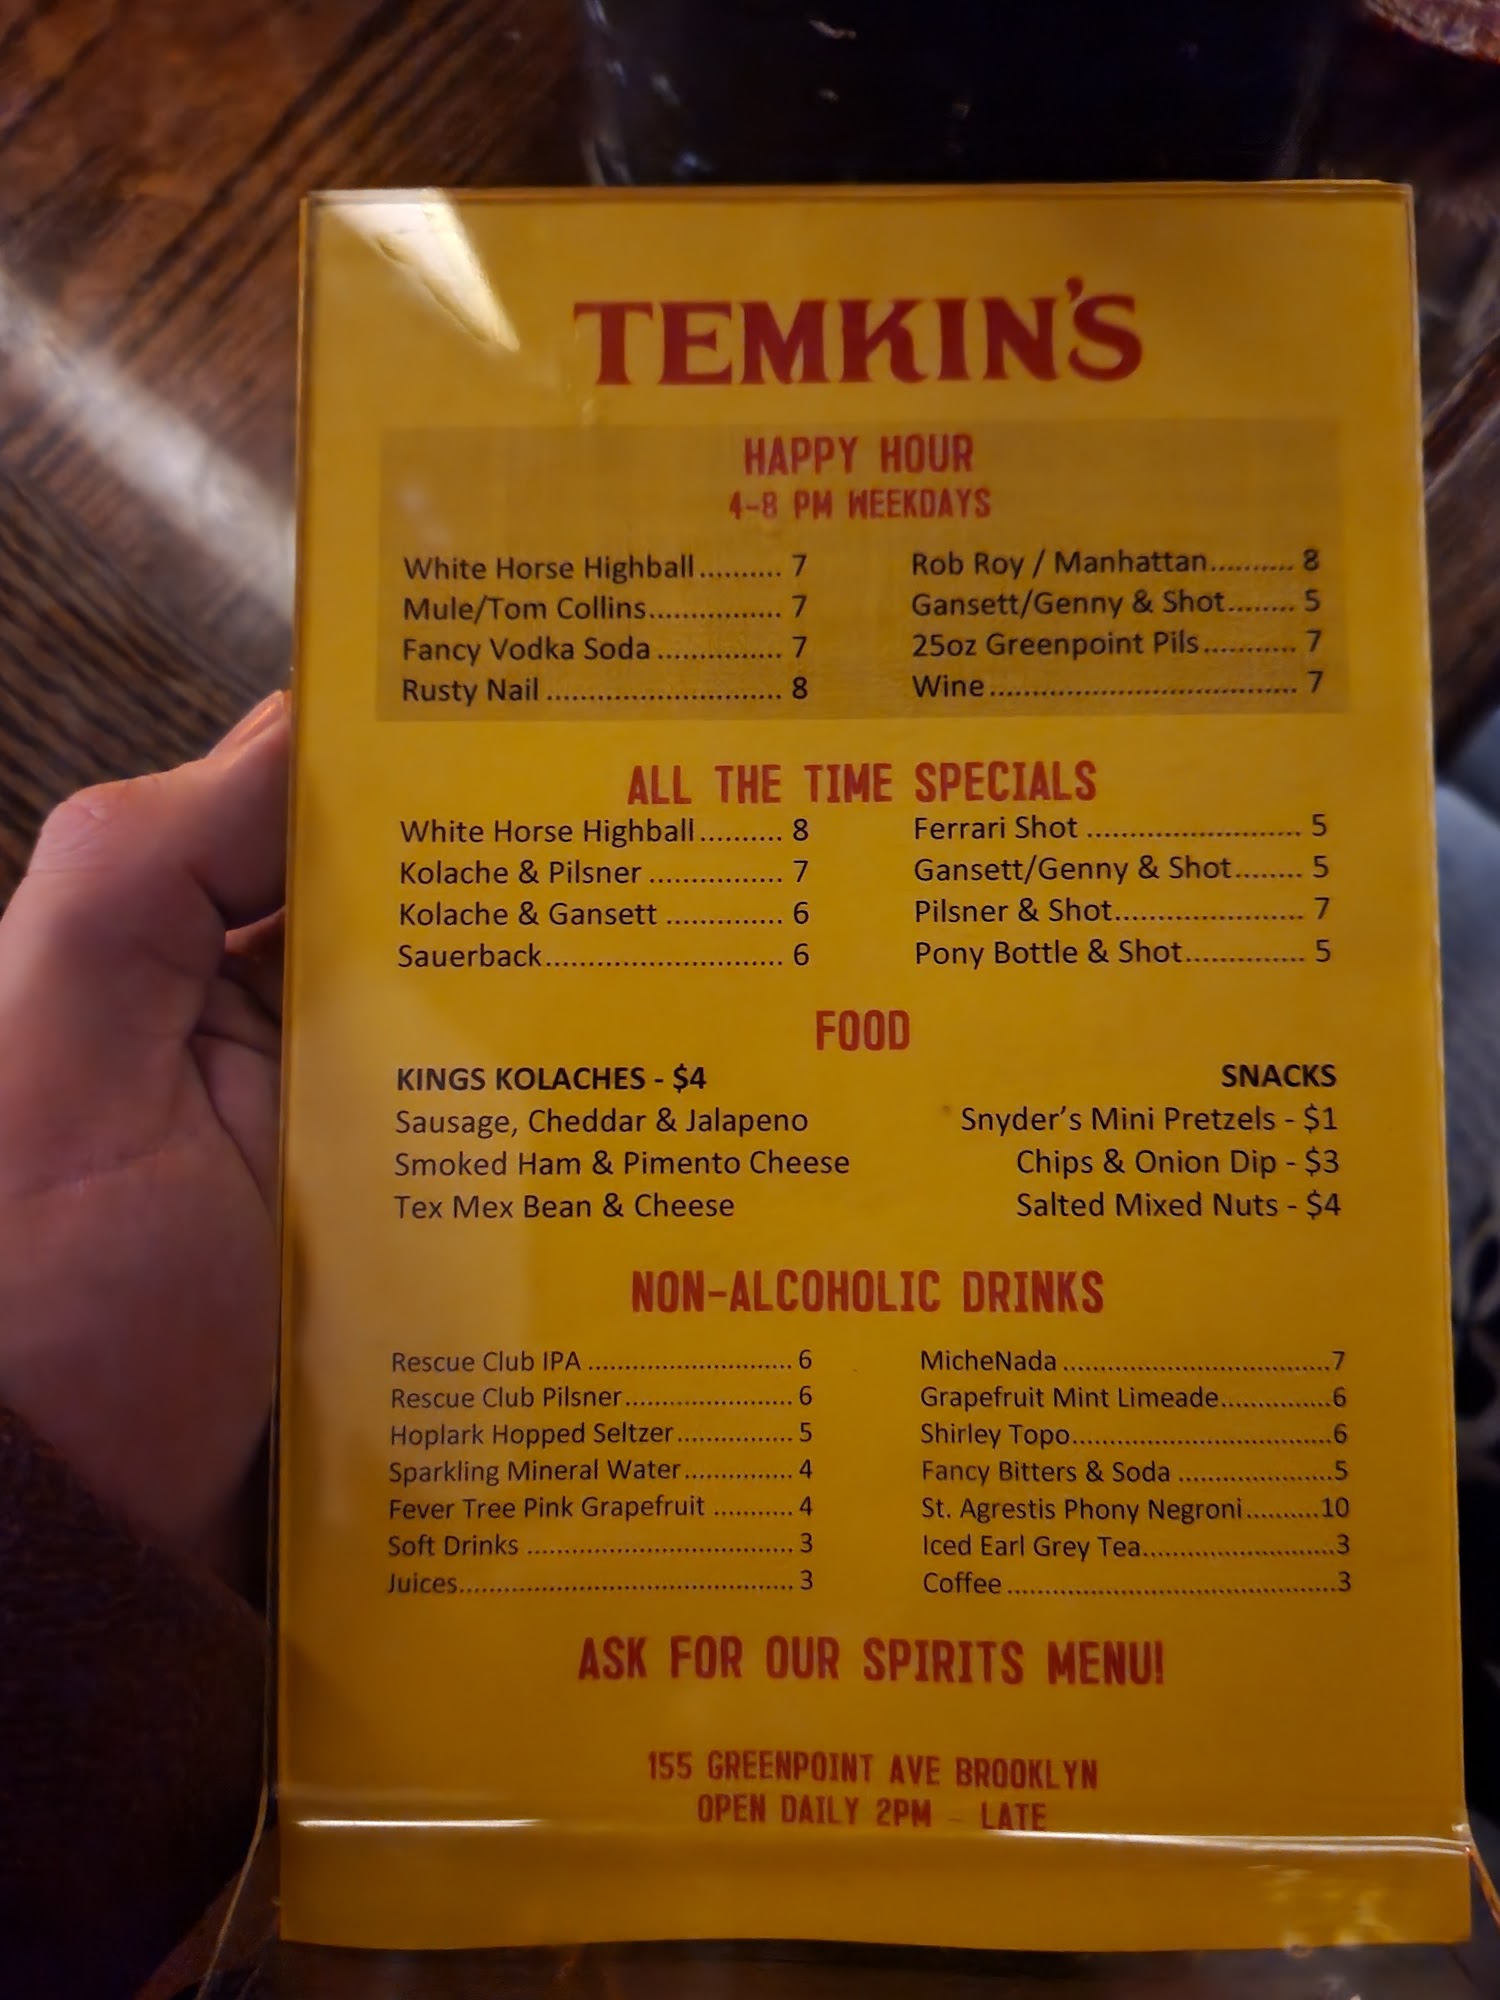 TEMKIN'S
HAPPY HOUR
4-8 PM WEEKDAYS
White Horse Highball.......... 7
Mule/Tom Collins................ 7
Fancy Vodka Soda ............... 7
Rusty Nail ............................ 8
Rob Roy / Manhattan.......... 8
Gansett/Genny & Shot........ 5
25oz Greenpoint Pils........... 7
Wine..................................... 7
ALL THE TIME SPECIALS
White Horse Highball.......... 8
Kolache & Pilsner ................ 7
Kolache & Gansett .............. 6
Sauerback............................. 6
Ferrari Shot .......................... 5
Gansett/Genny & Shot........ 5
Pilsner & Shot....................... 7
Pony Bottle & Shot.............. 5
FOOD
KINGS KOLACHES - $4
Sausage, Cheddar & Jalapeno
Smoked Ham & Pimento Cheese
Tex Mex Bean & Cheese
SNACKS
Snyder's Mini Pretzels - $1
Chips & Onion Dip - $3
Salted Mixed Nuts - $4
NON-ALCOHOLIC DRINKS
Rescue Club IPA ............................ 6
Rescue Club Pilsner....................... 6
Hoplark Hopped Seltzer................ 5
Sparkling Mineral Water............... 4
Fever Tree Pink Grapefruit ........... 4
Soft Drinks .................................... 3
Juices.............................................. 3
MicheNada .....................................7
Grapefruit Mint Limeade...............6
Shirley Topo....................................6
Fancy Bitters & Soda .....................5
St. Agrestis Phony Negroni..........10
Iced Earl Grey Tea..........................3
Coffee .............................................3
ASK FOR OUR SPIRITS MENU!
155 GREENPOINT AVE BROOKLYN
OPEN DAILY 2PM - LATE